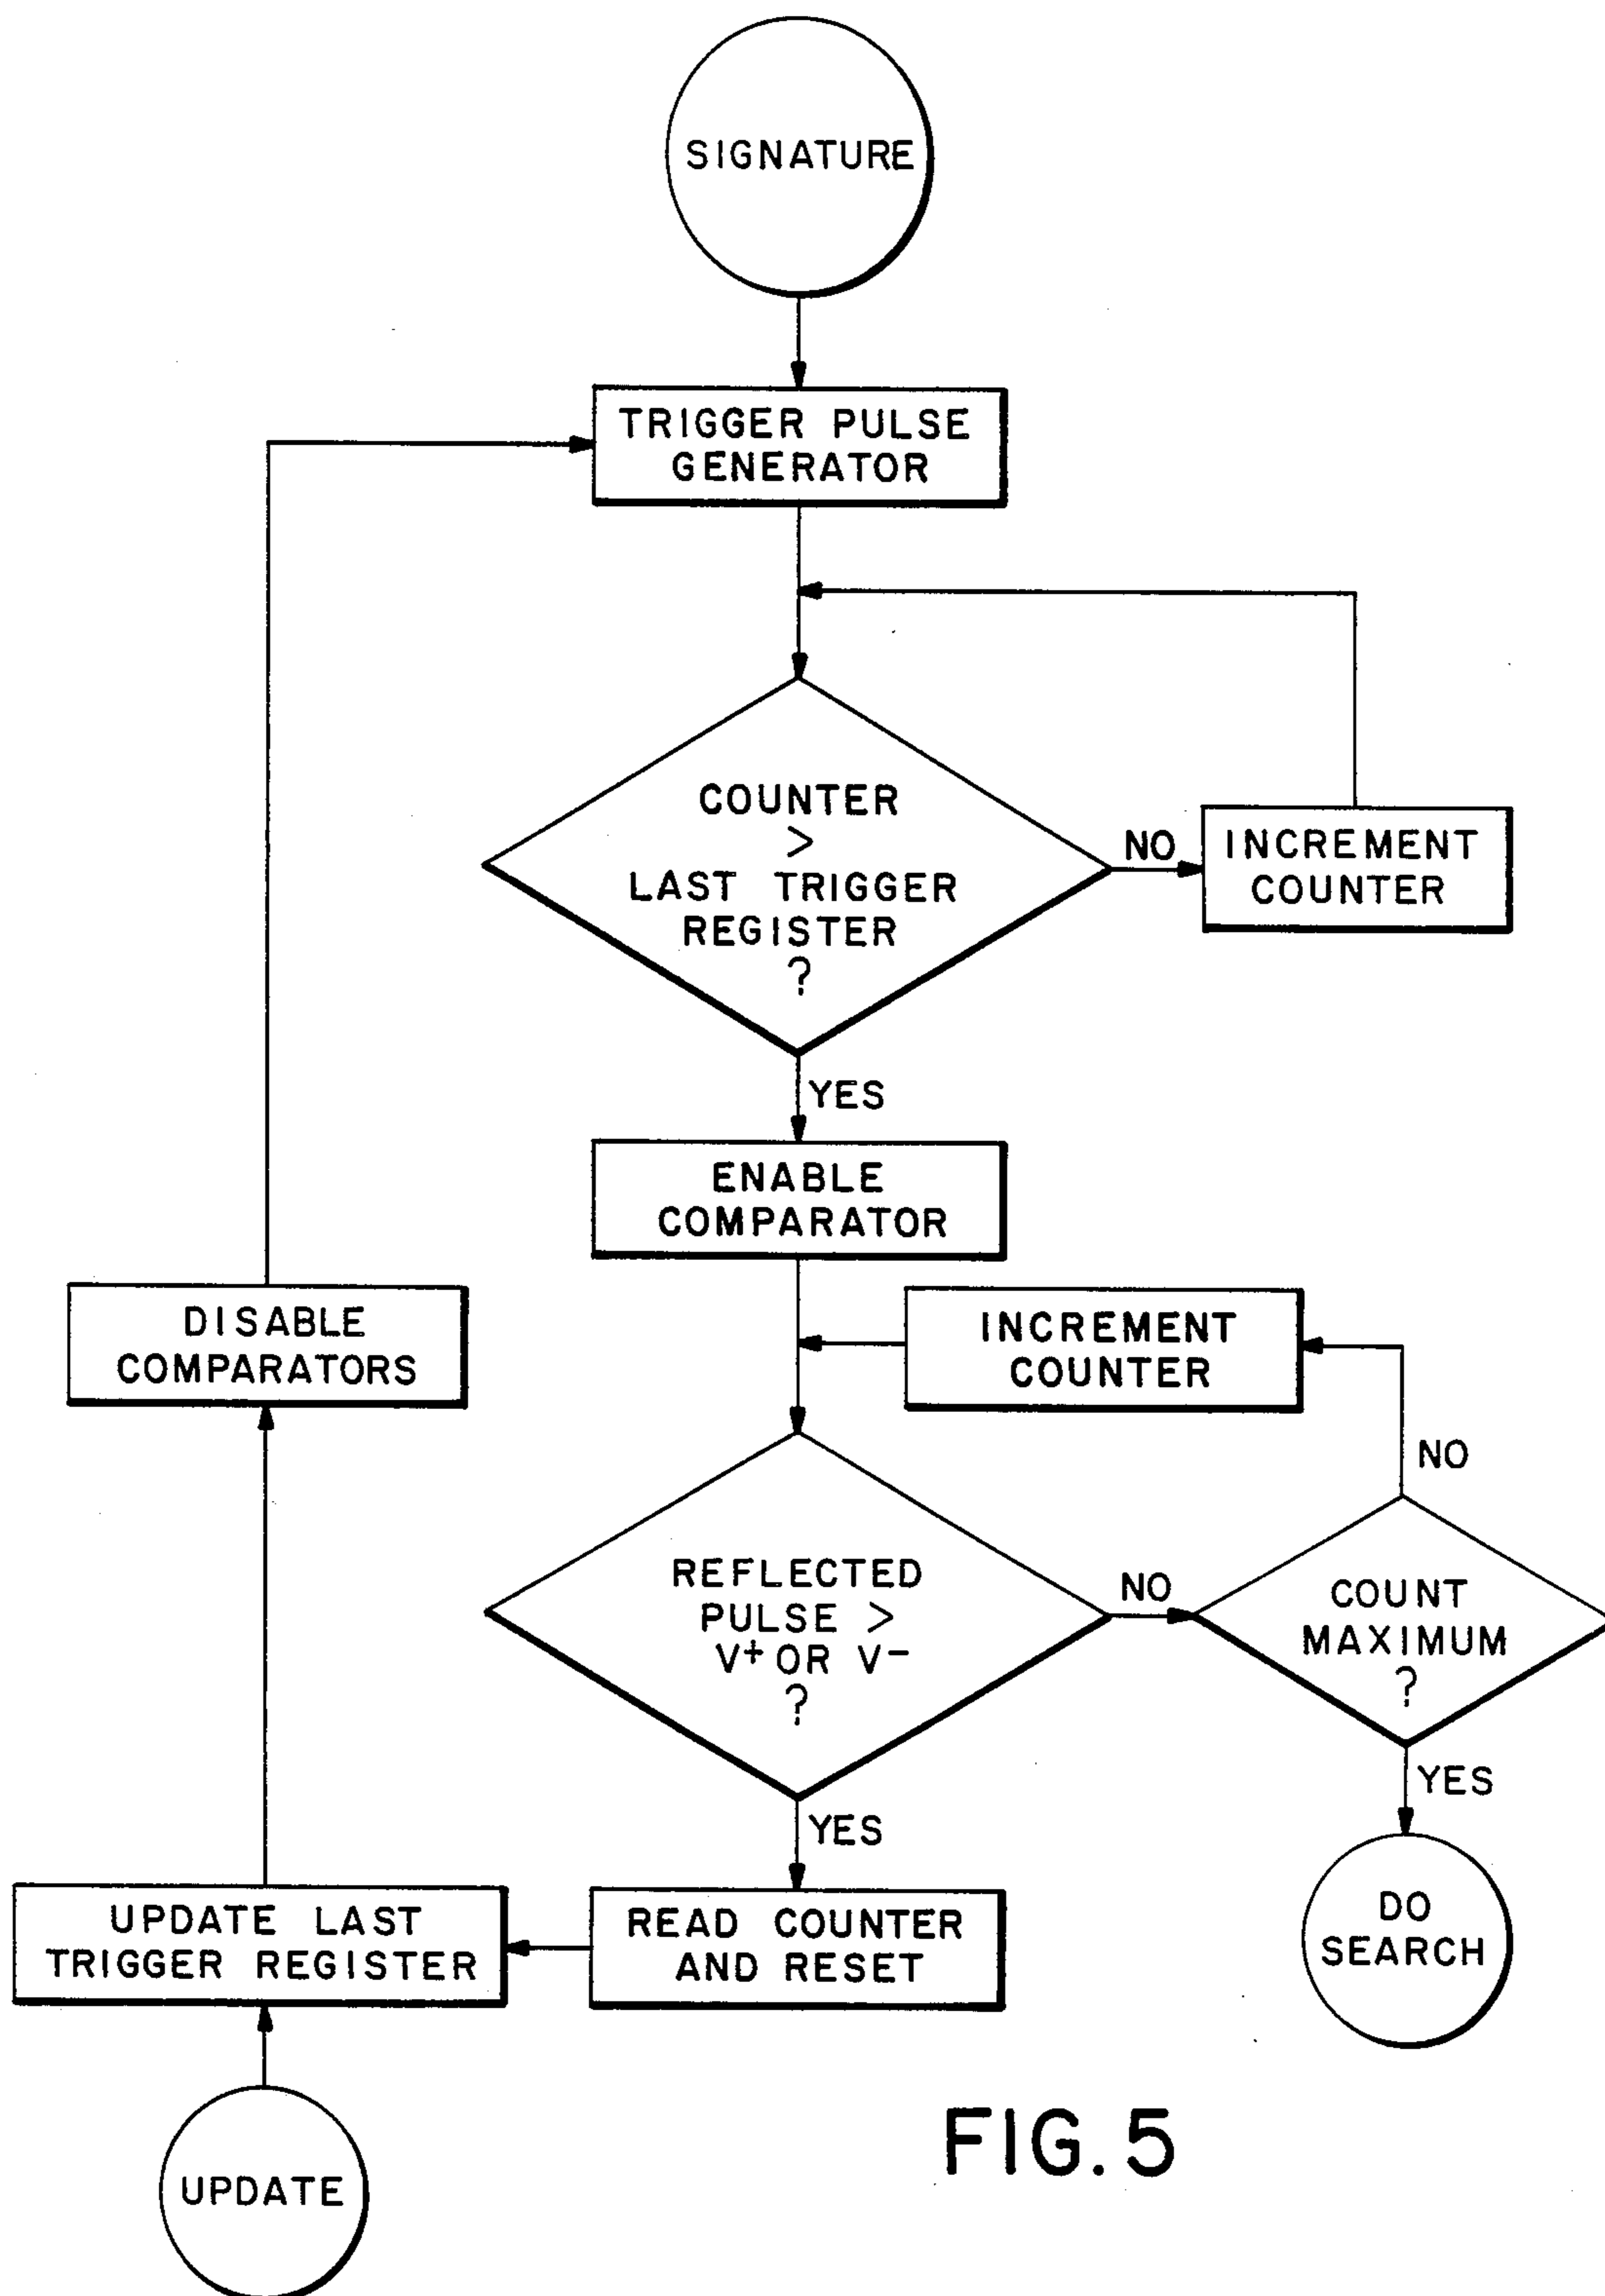 SIGNATURE
TRIGGER PULSE
GENERATOR
COUNTER
>
LAST TRIGGER
REGISTER
?
NO
INCREMENT
COUNTER
YES
ENABLE
COMPARATOR
DISABLE
COMPARATORS
INCREMENT
COUNTER
NO
REFLECTED
PULSE >
V+ OR V-
?
NO
COUNT
MAXIMUM
?
YES
YES
DO
SEARCH
READ COUNTER
AND RESET
UPDATE LAST
TRIGGER REGISTER
UPDATE
FIG. 5